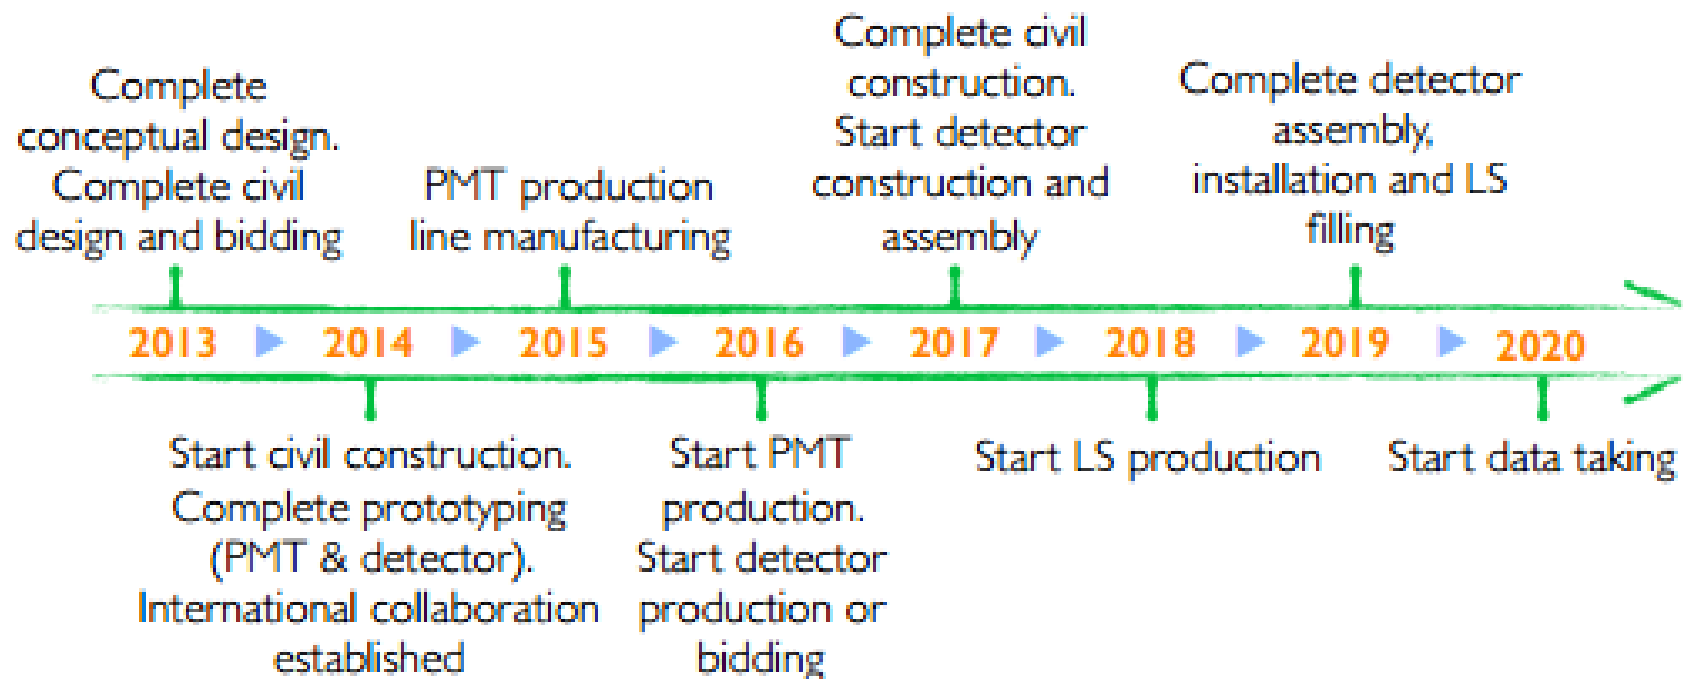 Complete
conceptual design.
Complete civil
design and bidding
PMT production
line manufacturing
Complete civil
construction.
Start detector
construction and
assembly
Complete detector
assembly,
installation and LS
filling
2013 2014 2015 2016 2017 2018 2019 2020
Start civil construction.
Complete prototyping
(PMT & detector).
International collaboration
established
Start PMT
production.
Start detector
production or
bidding
Start LS production
Start data taking